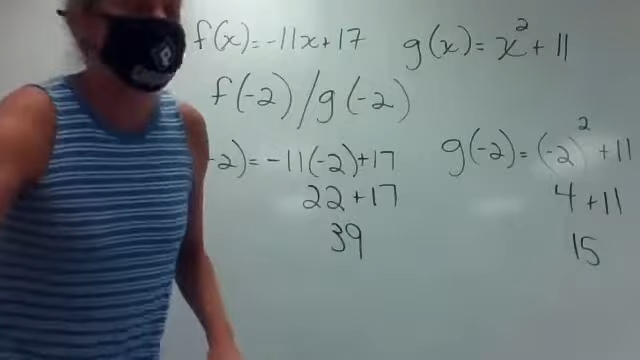 f(x)=-11x+17 g(x)=x²+11
f(-2)/g(-2)
-2)=-11(-2)+17 g(-2)=(-2)²+11
22+17 4+11
39 15